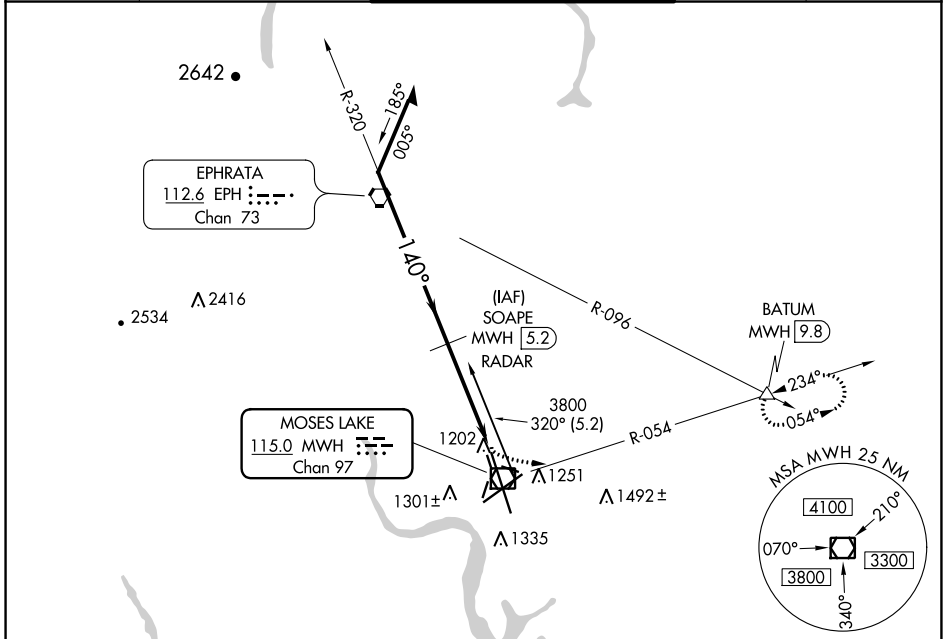 2642
R-320
185°
005°
EPHRATA
112.6 EPH
Chan 73
140°
2416
2534
(IAF)
SOAPE
MWH 5.2
RADAR
R-096
BATUM
MWH 9.8
234°
054°
3800
320° (5.2)
R-054
MOSES LAKE
115.0 MWH
Chan 97
1202
1251
1301±
1492±
1335
MSA MWH 25 NM
4100
210°
070°
3300
3800
340°